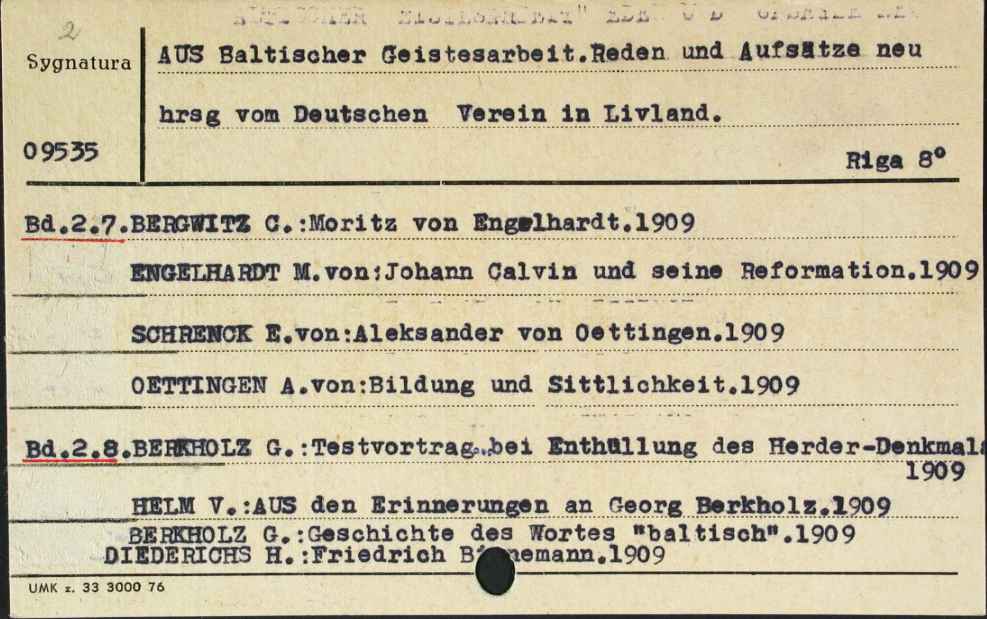 2
Sygnatura
AUS Baltischer Geistesarbeit.Reden und Aufsätze neu
hrsg vom Deutschen Verein in Livland.
09535
Riga 8°
Bd.2.7.BERGWITZ C.:Moritz von Engelhardt.1909
ENGELHARDT M.von:Johann Calvin und seine Reformation.1909
SCHRENCK E.von:Aleksander von Oettingen.1909
OETTINGEN A.von:Bildung und Sittlichkeit.1909
Bd.2.8.BERKHOLZ G.:Testvortrag bei Enthüllung des Herder-Denkmals
1909
HELM V.:AUS den Erinnerungen an Georg Berkholz.1909
BERKHOLZ G.:Geschichte des Wortes "baltisch".1909
DIEDERICHS H.:Friedrich 1909
UMK z. 33 3000 76